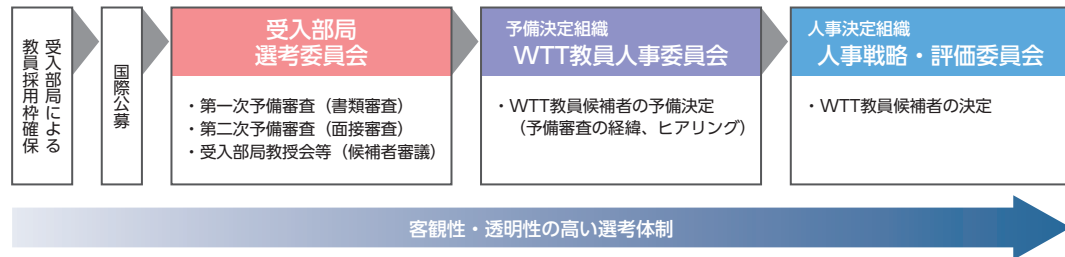 受入部局による
教員採用枠確保
国際公募
受入部局
選考委員会
・第一次予備審査（書類審査）
・第二次予備審査（面接審査）
・受入部局教授会等（候補者審議）
予備決定組織
WTT教員人事委員会
・WTT教員候補者の予備決定
（予備審査の経緯、ヒアリング）
人事決定組織
人事戦略・評価委員会
・WTT教員候補者の決定
客観性・透明性の高い選考体制